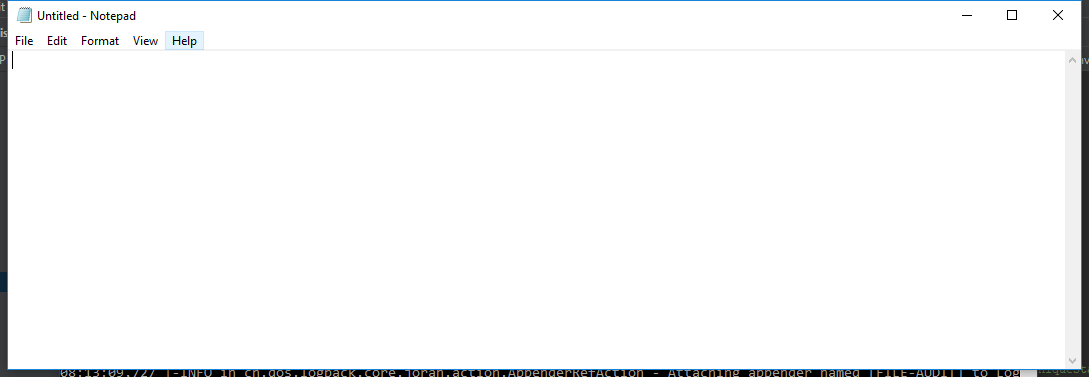 Untitled - Notepad
File Edit Format View Help
08:13:09,727 |-INFO in ch.qos.logback.core.joran.action.AppenderRefAction - Attaching appender named [FILE-AUDIT] to Log